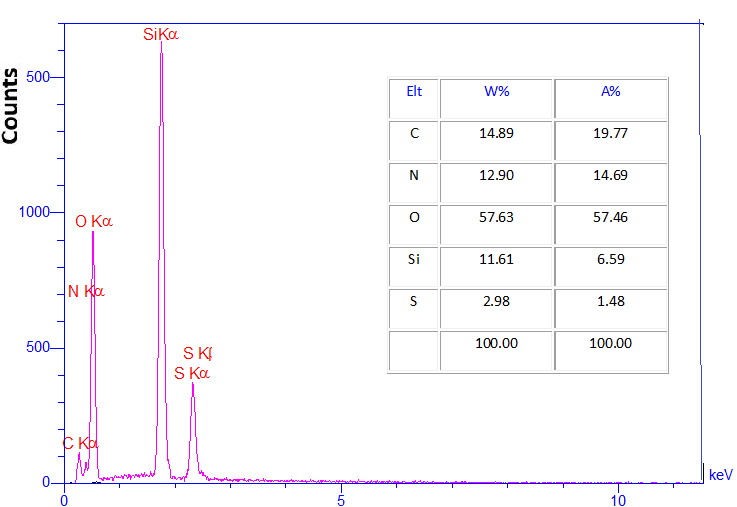 SiKα
500
Counts
Elt W% A%
C 14.89 19.77
N 12.90 14.69
O 57.63 57.46
Si 11.61 6.59
S 2.98 1.48
100.00 100.00
1000
O Kα
N Kα
500
S Kβ
S Kα
C Kα
0
keV
0 5 10